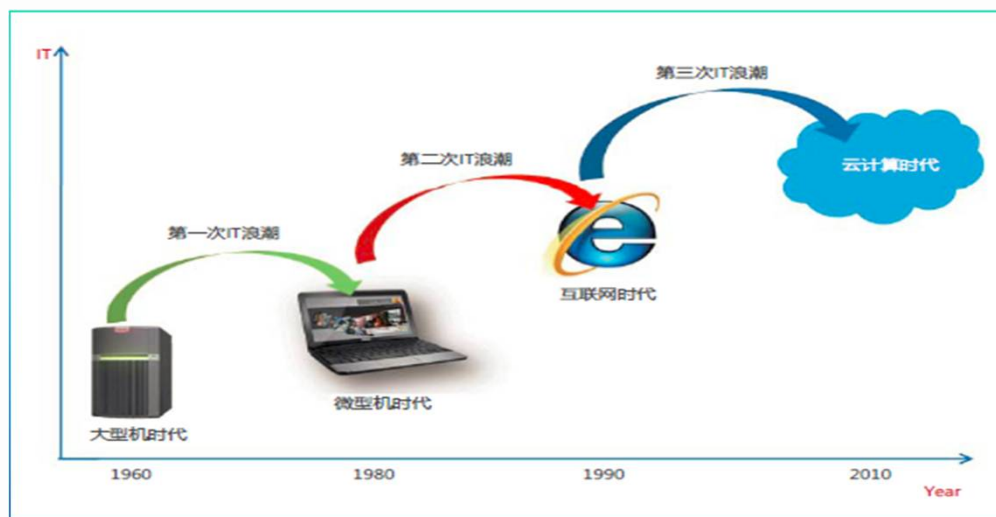 IT
第三次IT浪潮
第二次IT浪潮
云计算时代
第一次IT浪潮
互联网时代
微型机时代
大型机时代
1960
1980
1990
2010
Year